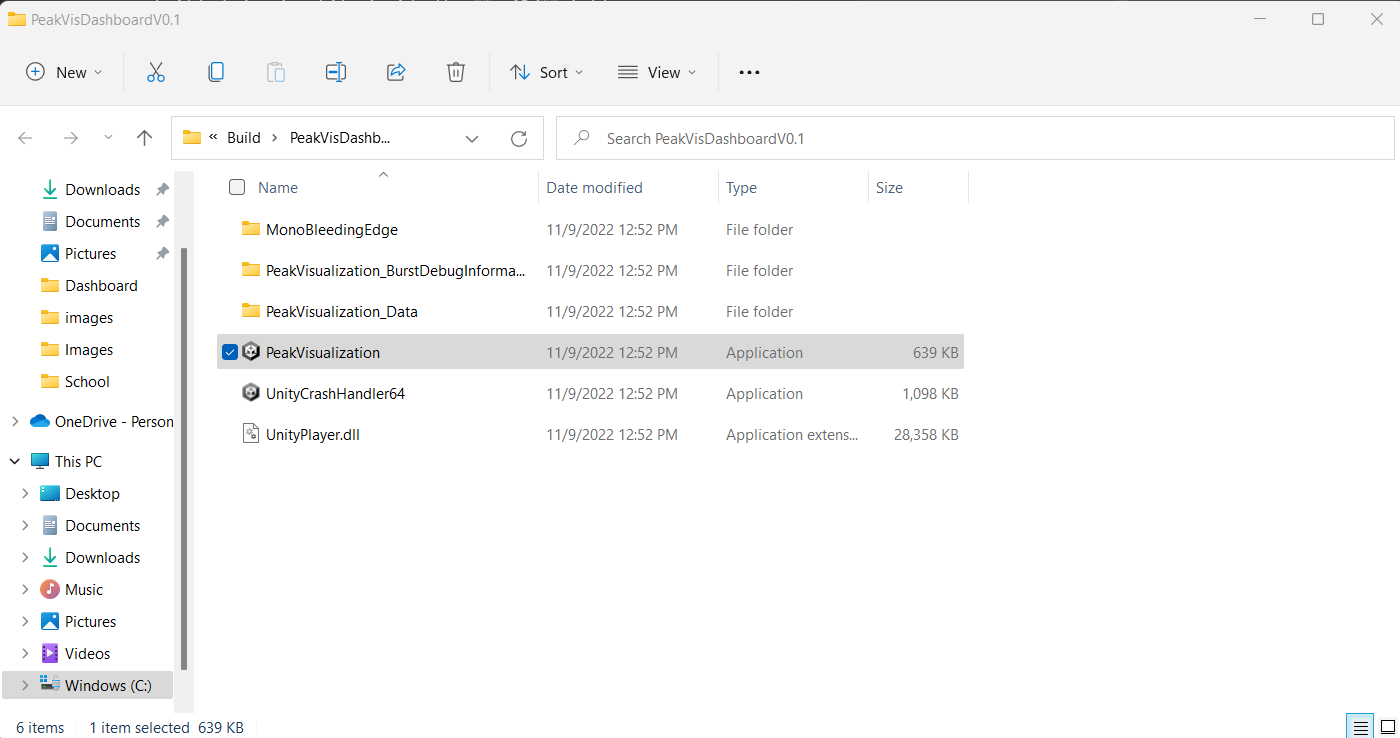 PeakVisDashboardV0.1
New Sort View
« Build > PeakVisDashb... Search PeakVisDashboardV0.1
Name Date modified Type Size
Downloads
Documents
Pictures
Dashboard
images
Images
School
OneDrive - Person
This PC
Desktop
Documents
Downloads
Music
Pictures
Videos
Windows (C:)
MonoBleedingEdge 11/9/2022 12:52 PM File folder
PeakVisualization_BurstDebugInforma... 11/9/2022 12:52 PM File folder
PeakVisualization_Data 11/9/2022 12:52 PM File folder
PeakVisualization 11/9/2022 12:52 PM Application 639 KB
UnityCrashHandler64 11/9/2022 12:52 PM Application 1,098 KB
UnityPlayer.dll 11/9/2022 12:52 PM Application extens... 28,358 KB
6 items 1 item selected 639 KB